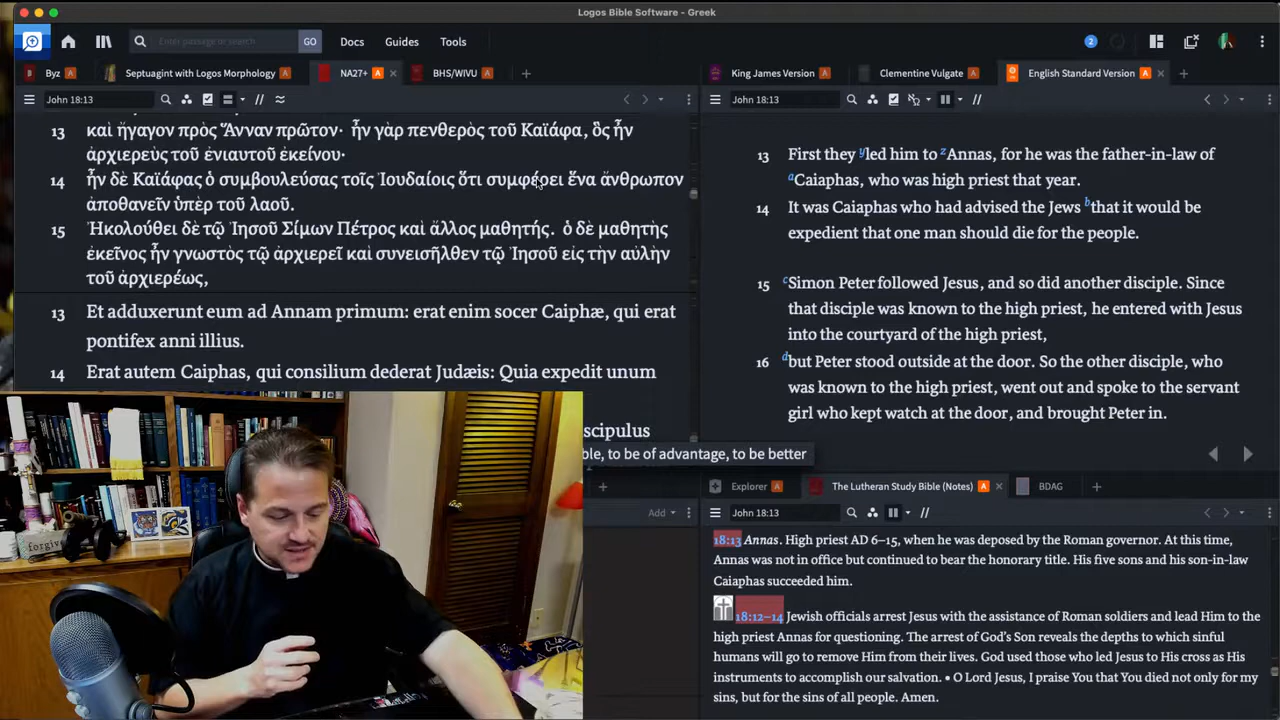 Logos Bible Software - Greek
Enter passage or search
GO
Docs
Guides
Tools
2
Byz A
Septuagint with Logos Morphology A
NA27+ A
BHS/WIVU A
John 18:13
13 καὶ ἤγαγον πρὸς Ἅνναν πρῶτον· ἦν γὰρ πενθερὸς τοῦ Καϊάφα, ὃς ἦν
ἀρχιερεὺς τοῦ ἐνιαυτοῦ ἐκείνου·
14 ἦν δὲ Καϊάφας ὁ συμβουλεύσας τοῖς Ἰουδαίοις ὅτι συμφέρει ἕνα ἄνθρωπον
ἀποθανεῖν ὑπὲρ τοῦ λαοῦ.
15 Ἠκολούθει δὲ τῷ Ἰησοῦ Σίμων Πέτρος καὶ ἄλλος μαθητής. ὁ δὲ μαθητὴς
ἐκεῖνος ἦν γνωστὸς τῷ ἀρχιερεῖ καὶ συνεισῆλθεν τῷ Ἰησοῦ εἰς τὴν αὐλὴν
τοῦ ἀρχιερέως,
13 Et adduxerunt eum ad Annam primum: erat enim socer Caiphæ, qui erat
pontifex anni illius.
14 Erat autem Caiphas, qui consilium dederat Judæis: Quia expedit unum
scipulus
ble, to be of advantage, to be better
Add
forgive
King James Version A
Clementine Vulgate A
English Standard Version A
John 18:13
13 First they yled him to zAnnas, for he was the father-in-law of
aCaiaphas, who was high priest that year.
14 It was Caiaphas who had advised the Jews bthat it would be
expedient that one man should die for the people.
15 cSimon Peter followed Jesus, and so did another disciple. Since
that disciple was known to the high priest, he entered with Jesus
into the courtyard of the high priest,
16 dbut Peter stood outside at the door. So the other disciple, who
was known to the high priest, went out and spoke to the servant
girl who kept watch at the door, and brought Peter in.
Explorer A
The Lutheran Study Bible (Notes) A
BDAG
John 18:13
18:13 Annas. High priest AD 6–15, when he was deposed by the Roman governor. At this time,
Annas was not in office but continued to bear the honorary title. His five sons and his son-in-law
Caiaphas succeeded him.
18:12–14 Jewish officials arrest Jesus with the assistance of Roman soldiers and lead Him to the
high priest Annas for questioning. The arrest of God's Son reveals the depths to which sinful
humans will go to remove Him from their lives. God used those who led Jesus to His cross as His
instruments to accomplish our salvation. • O Lord Jesus, I praise You that You died not only for my
sins, but for the sins of all people. Amen.